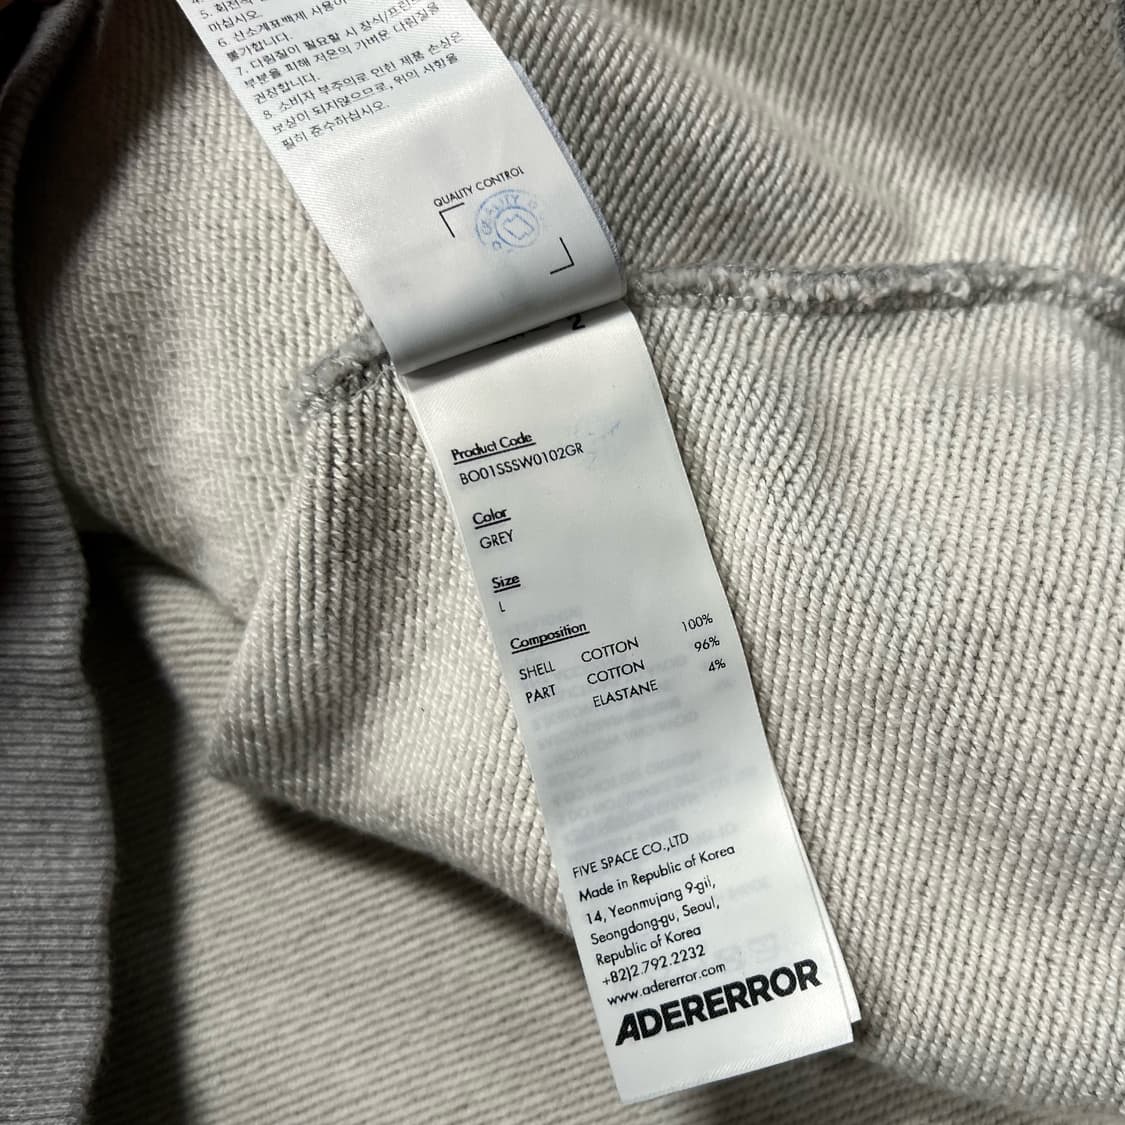 5. 회전식
마십시오.
6. 산소계표백제 사용이
불가합니다.
7. 다림질이 필요할 시 장식/프린트
부분을 피해 저온의 가벼운 다림질을
권장합니다.
8. 소비자 부주의로 인한 제품 손상은
보상이 되지않으므로, 위의 사항을
필히 준수하십시오.
QUALITY CONTROL
QUALITY
2
Product Code
BO01SSSW0102GR
Color
GREY
Size
L
Composition
SHELL COTTON 100%
PART COTTON 96%
ELASTANE 4%
FIVE SPACE CO.,LTD
Made in Republic of Korea
14, Yeonmujang 9-gil,
Seongdong-gu, Seoul,
Republic of Korea
+82)2.792.2232
www.adererror.com
ADERERROR